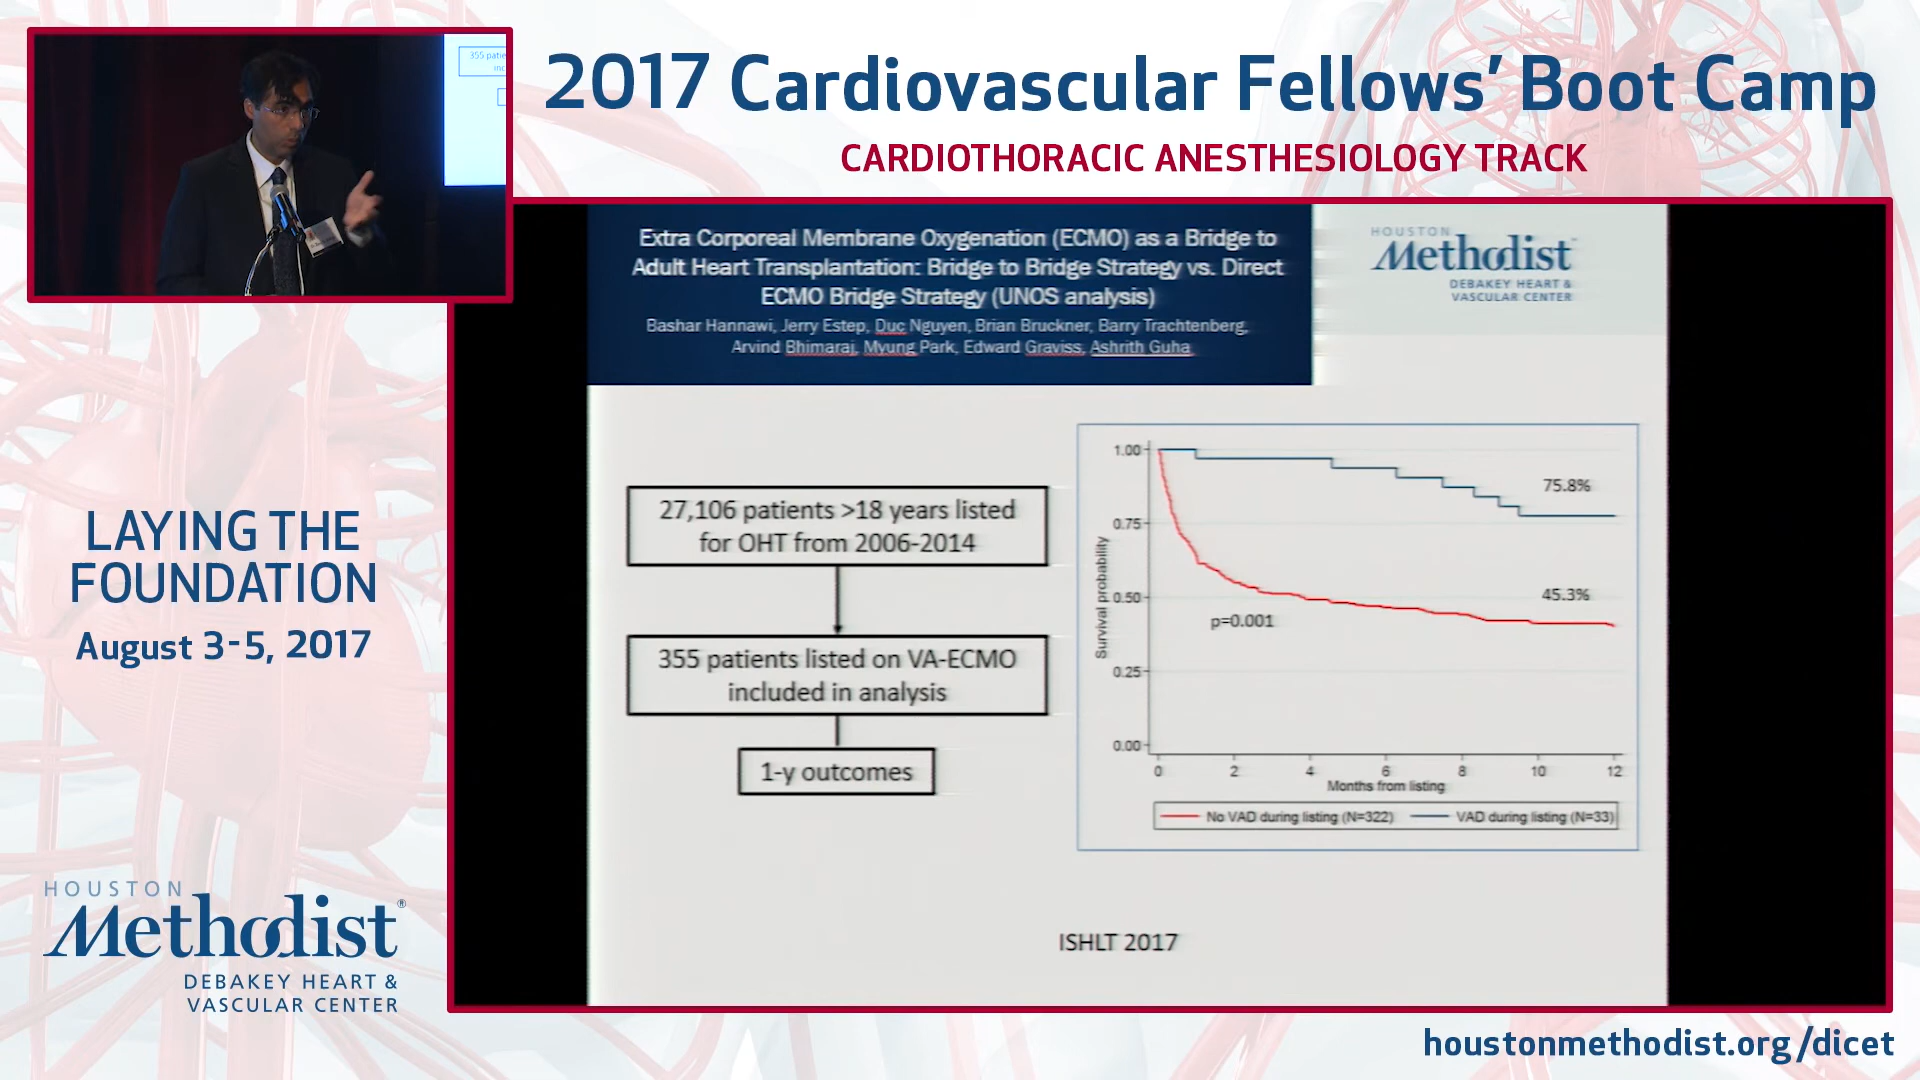 355 patie
inc
2017 Cardiovascular Fellows’ Boot Camp
CARDIOTHORACIC ANESTHESIOLOGY TRACK
LAYING THE
FOUNDATION
August 3-5, 2017
HOUSTON
Methodist®
DEBAKEY HEART &
VASCULAR CENTER
Extra Corporeal Membrane Oxygenation (ECMO) as a Bridge to
Adult Heart Transplantation: Bridge to Bridge Strategy vs. Direct
ECMO Bridge Strategy (UNOS analysis)
Bashar Hannawi, Jerry Estep, Duc Nguyen, Brian Bruckner, Barry Trachtenberg,
Arvind Bhimaraj, Myung Park, Edward Graviss, Ashrith Guha
HOUSTON
Methodist
DEBAKEY HEART &
VASCULAR CENTER
27,106 patients >18 years listed
for OHT from 2006-2014
355 patients listed on VA-ECMO
included in analysis
1-y outcomes
1.00
0.75
0.50
0.25
0.00
Survival probability
75.8%
45.3%
p=0.001
0 2 4 6 8 10 12
Months from listing
No VAD during listing (N=322) VAD during listing (N=33)
ISHLT 2017
houstonmethodist.org/dicet